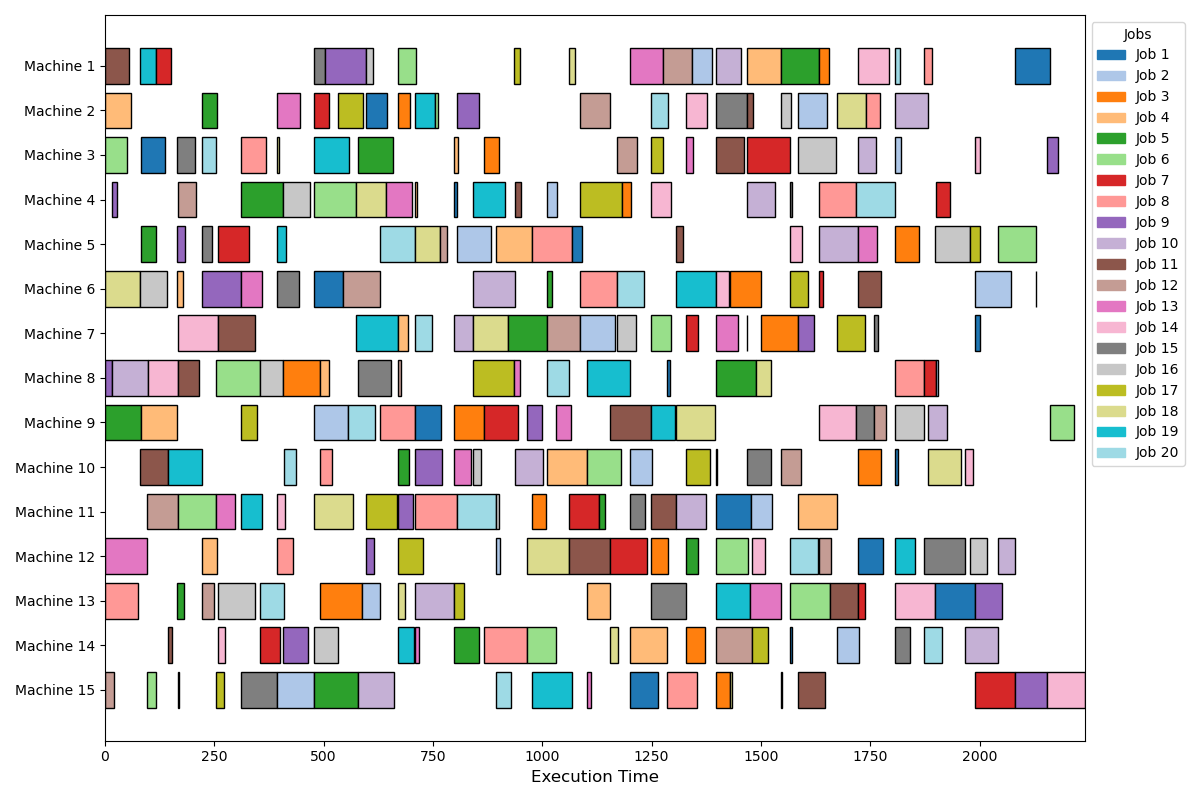 Machine 1
Machine 2
Machine 3
Machine 4
Machine 5
Machine 6
Machine 7
Machine 8
Machine 9
Machine 10
Machine 11
Machine 12
Machine 13
Machine 14
Machine 15
0 250 500 750 1000 1250 1500 1750 2000
Execution Time
Jobs
Job 1
Job 2
Job 3
Job 4
Job 5
Job 6
Job 7
Job 8
Job 9
Job 10
Job 11
Job 12
Job 13
Job 14
Job 15
Job 16
Job 17
Job 18
Job 19
Job 20